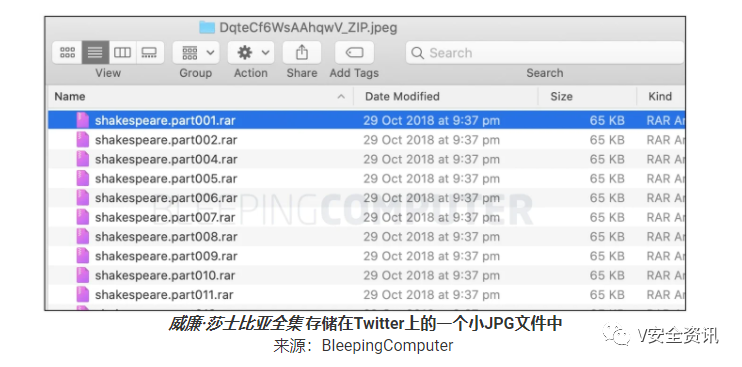 DqteCf6WsAAhqwV_ZIP.jpeg
View Group Action Share Add Tags Search
Search
Name Date Modified Size Kind
shakespeare.part001.rar 29 Oct 2018 at 9:37 pm 65 KB RAR Ar
shakespeare.part002.rar 29 Oct 2018 at 9:37 pm 65 KB RAR Ar
shakespeare.part004.rar 29 Oct 2018 at 9:37 pm 65 KB RAR Ar
shakespeare.part005.rar 29 Oct 2018 at 9:37 pm 65 KB RAR Ar
shakespeare.part006.rar 29 Oct 2018 at 9:37 pm 65 KB RAR Ar
shakespeare.part007.rar 29 Oct 2018 at 9:37 pm 65 KB RAR Ar
BLEEPINGCOMPUTER
shakespeare.part008.rar 29 Oct 2018 at 9:37 pm 65 KB RAR Ar
shakespeare.part009.rar 29 Oct 2018 at 9:37 pm 65 KB RAR Ar
shakespeare.part010.rar 29 Oct 2018 at 9:37 pm 65 KB RAR Ar
shakespeare.part011.rar 29 Oct 2018 at 9:37 pm 65 KB RAR Ar
威廉·莎士比亚全集存储在Twitter上的一个小JPG文件中
来源：BleepingComputer
V安全资讯